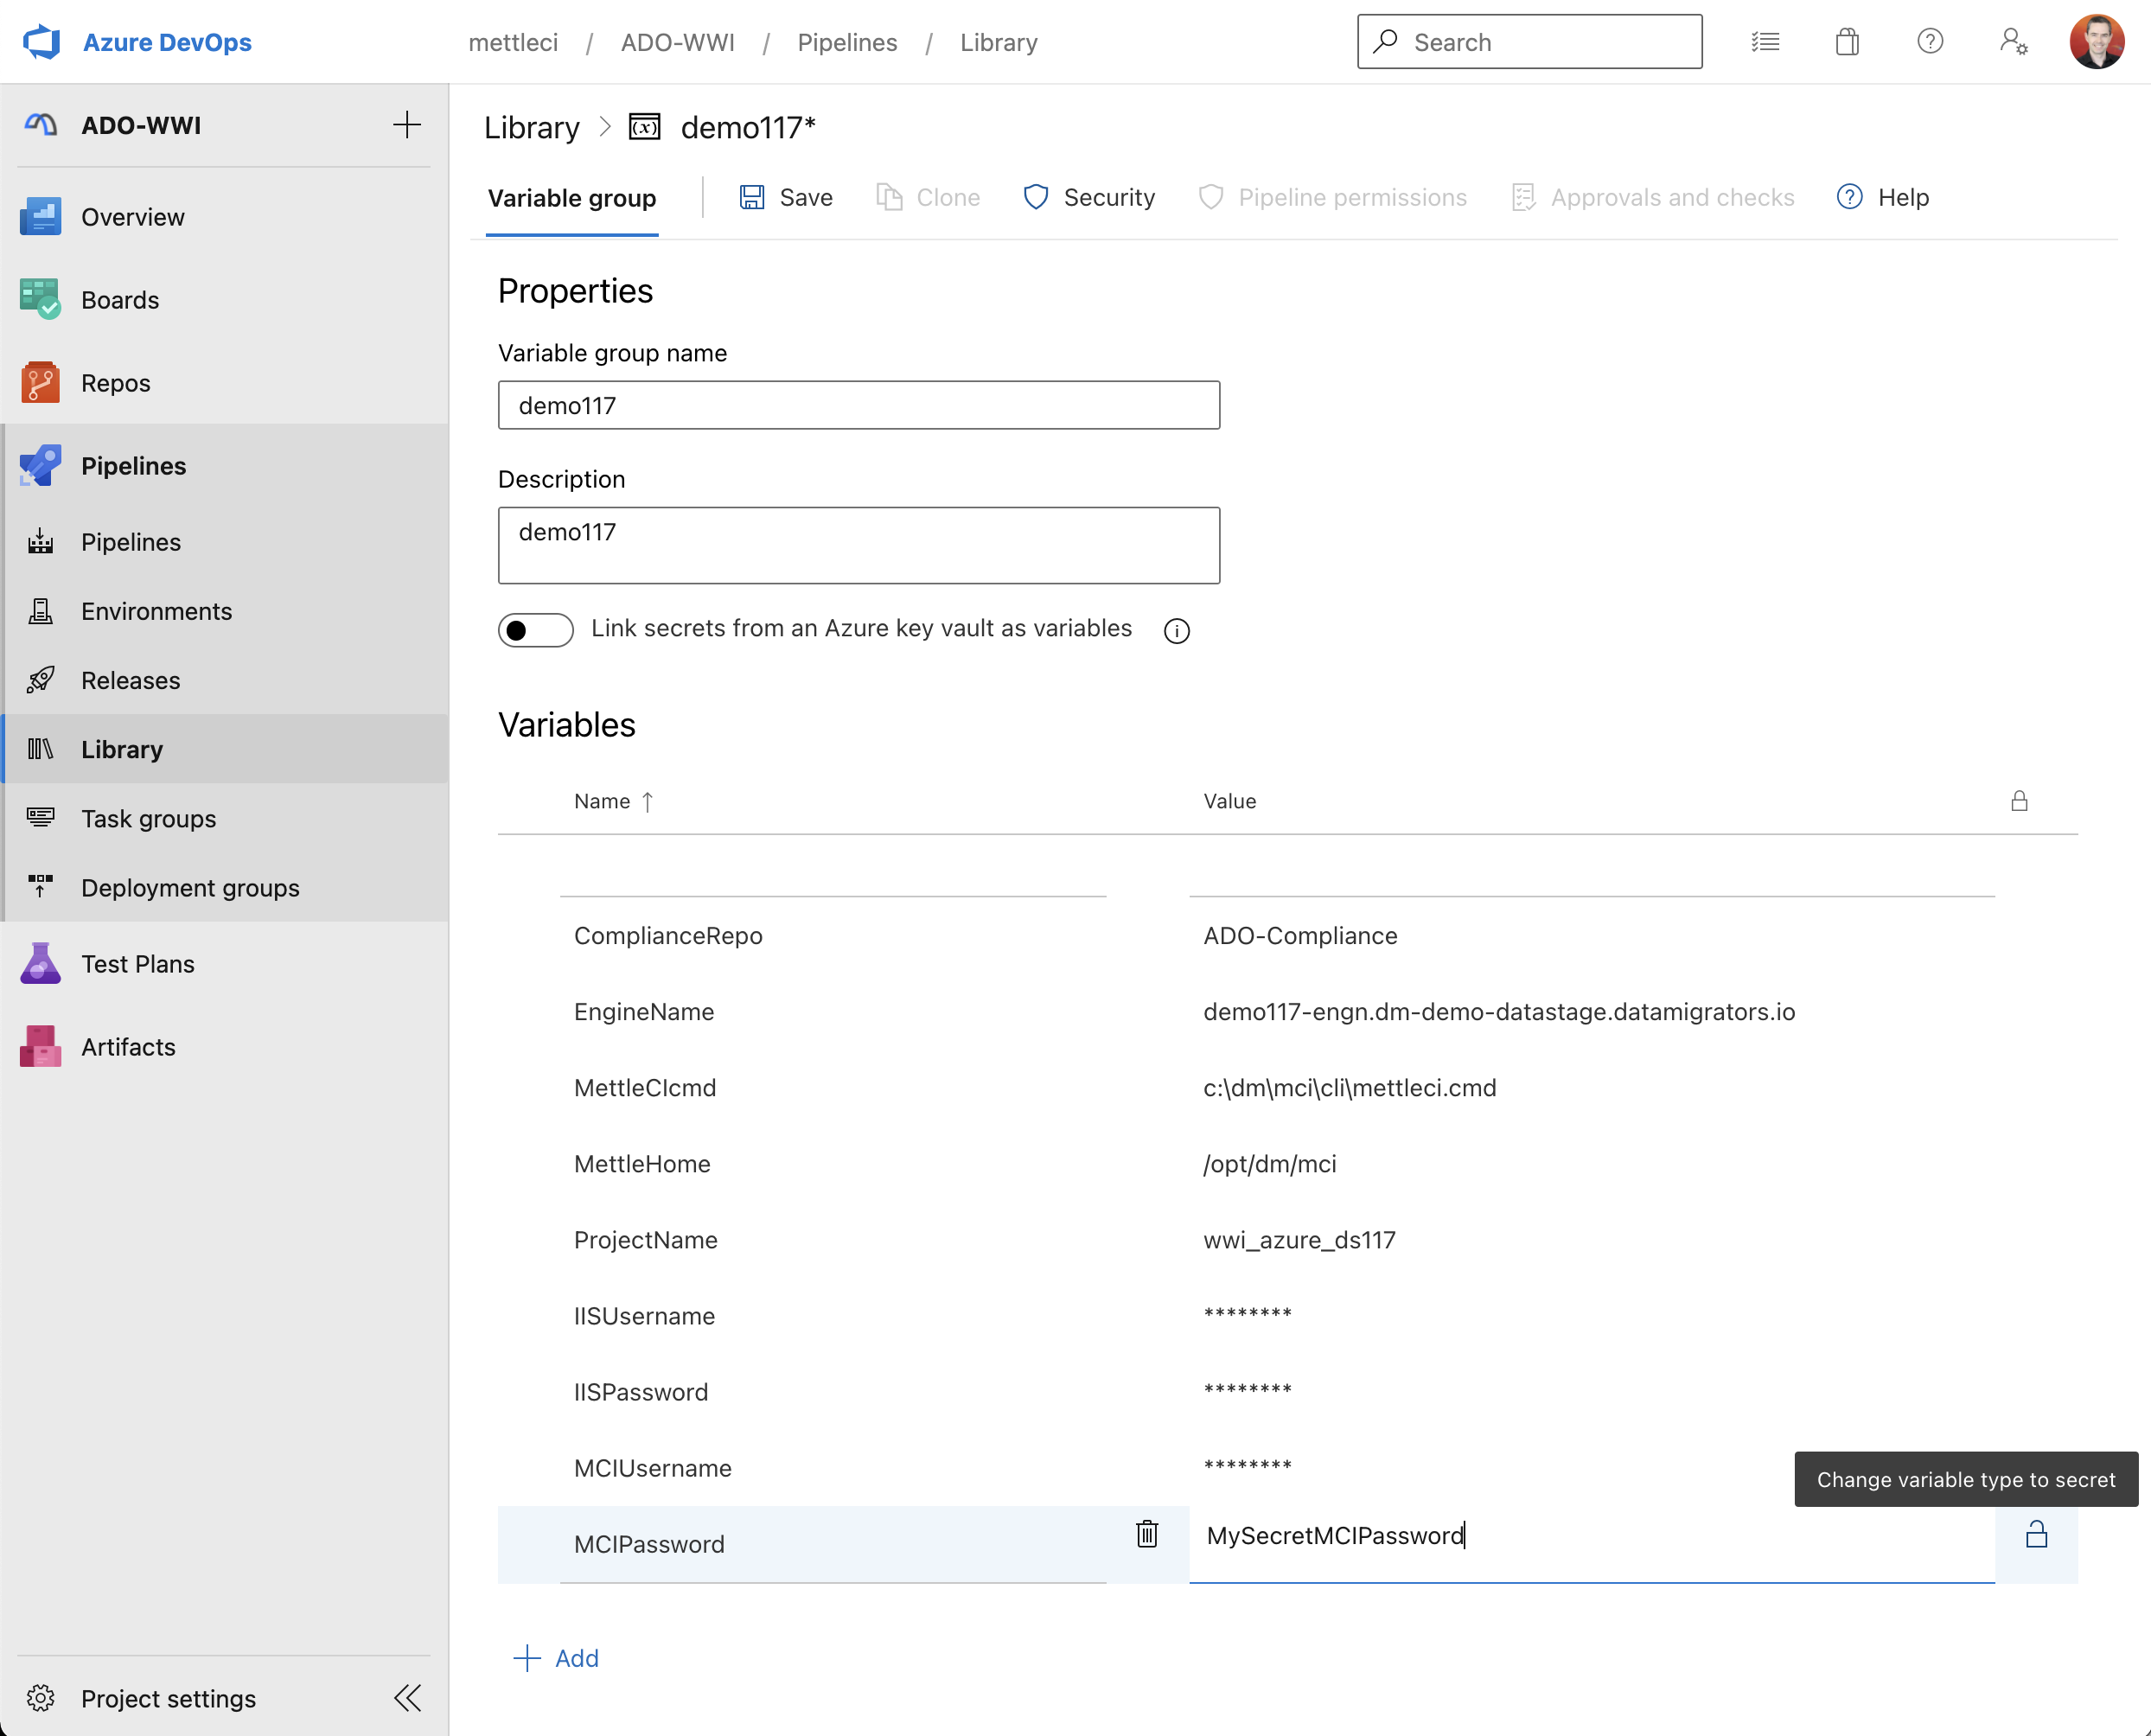 Azure DevOps
mettleci / ADO-WWI / Pipelines / Library
Search
ADO-WWI
Overview
Boards
Repos
Pipelines
Pipelines
Environments
Releases
Library
Task groups
Deployment groups
Test Plans
Artifacts
Project settings
Library > (x) demo117*
Variable group
Save
Clone
Security
Pipeline permissions
Approvals and checks
Help
Properties
Variable group name
demo117
Description
demo117
Link secrets from an Azure key vault as variables
Variables
Name ↑ Value
ComplianceRepo ADO-Compliance
EngineName demo117-engn.dm-demo-datastage.datamigrators.io
MettleCIcmd c:\dm\mci\cli\mettleci.cmd
MettleHome /opt/dm/mci
ProjectName wwi_azure_ds117
IISUsername ********
IISPassword ********
MCIUsername ********
Change variable type to secret
MCIPassword MySecretMCIPassword
+ Add